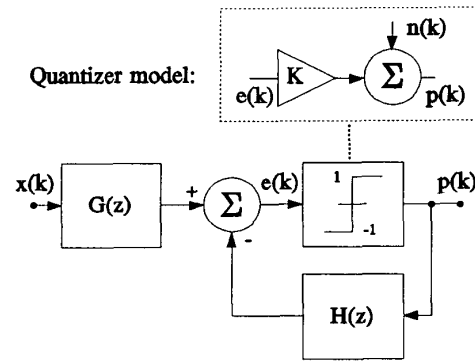 n(k)
Quantizer model:
K
Σ
e(k)
p(k)
x(k)
G(z)
+
Σ
-
e(k)
1
-1
p(k)
H(z)